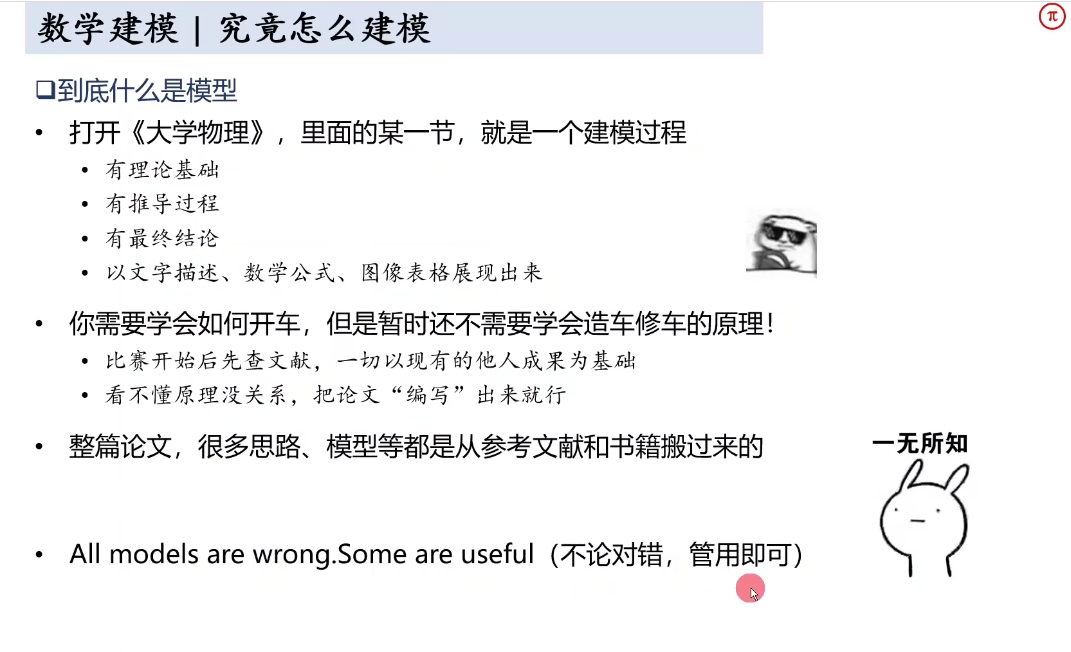 数学建模 | 究竟怎么建模
π
❑到底什么是模型
• 打开《大学物理》，里面的某一节，就是一个建模过程
• 有理论基础
• 有推导过程
• 有最终结论
• 以文字描述、数学公式、图像表格展现出来
• 你需要学会如何开车，但是暂时还不需要学会造车修车的原理！
• 比赛开始后先查文献，一切以现有的他人成果为基础
• 看不懂原理没关系，把论文“编写”出来就行
• 整篇论文，很多思路、模型等都是从参考文献和书籍搬过来的
一无所知
• All models are wrong.Some are useful（不论对错，管用即可）